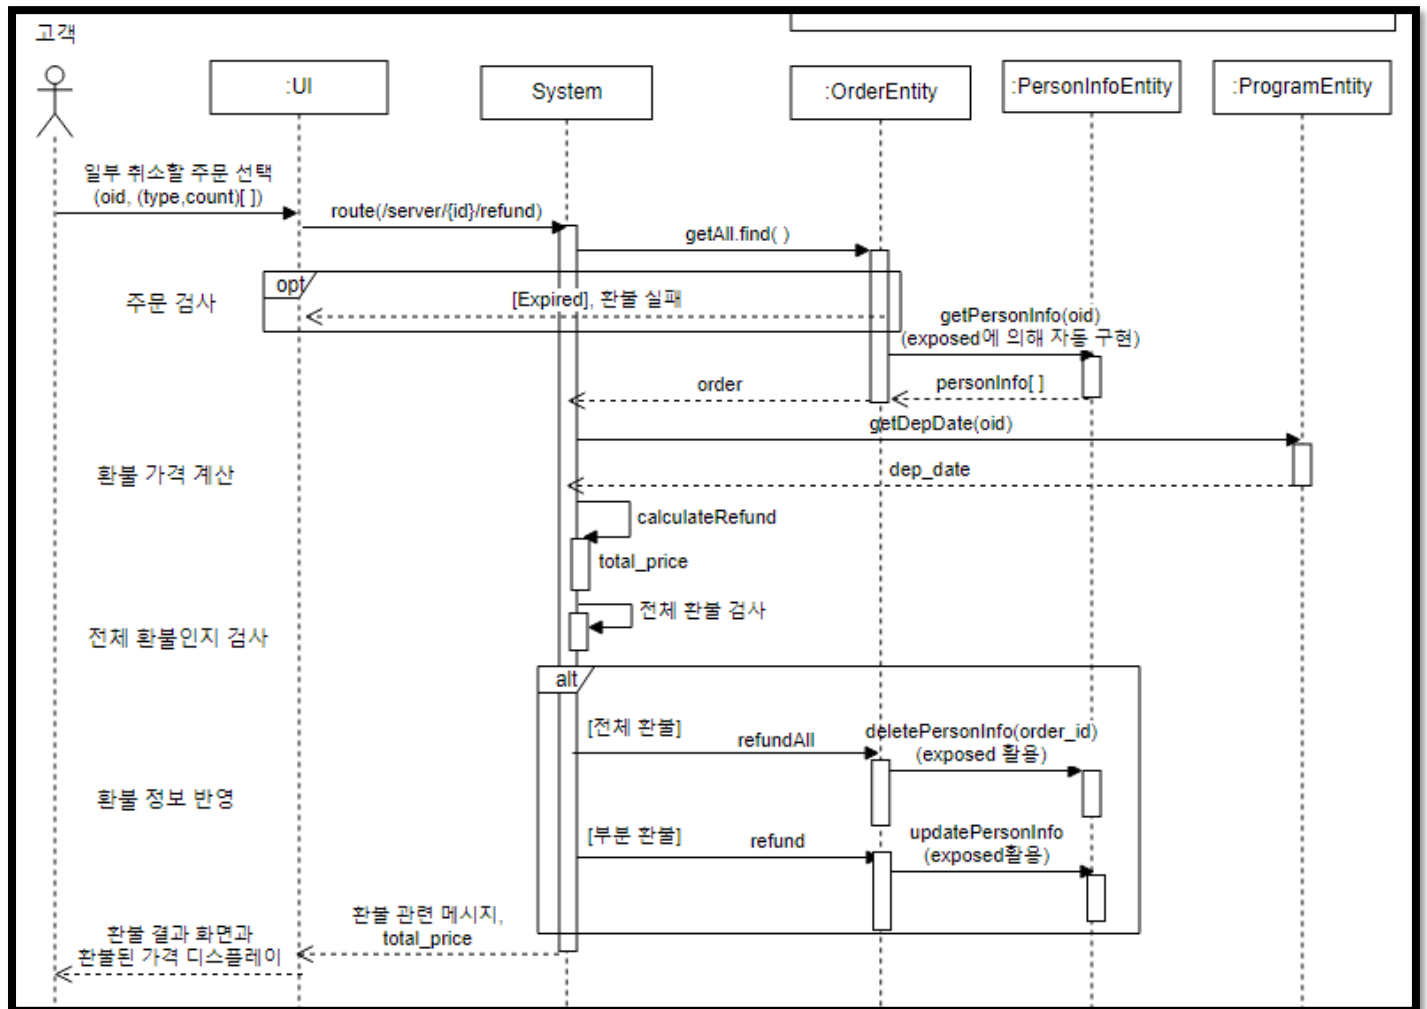 고객
:UI
System
:OrderEntity
:PersonInfoEntity
:ProgramEntity
일부 취소할 주문 선택
(oid, (type,count)[ ])
route(/server/{id}/refund)
getAll.find( )
opt
[Expired], 환불 실패
주문 검사
getPersonInfo(oid)
(exposed에 의해 자동 구현)
order
personInfo[ ]
getDepDate(oid)
환불 가격 계산
dep_date
calculateRefund
total_price
전체 환불 검사
전체 환불인지 검사
alt
[전체 환불]
refundAll
deletePersonInfo(order_id)
(exposed 활용)
환불 정보 반영
[부분 환불]
refund
updatePersonInfo
(exposed활용)
환불 관련 메시지,
total_price
환불 결과 화면과
환불된 가격 디스플레이